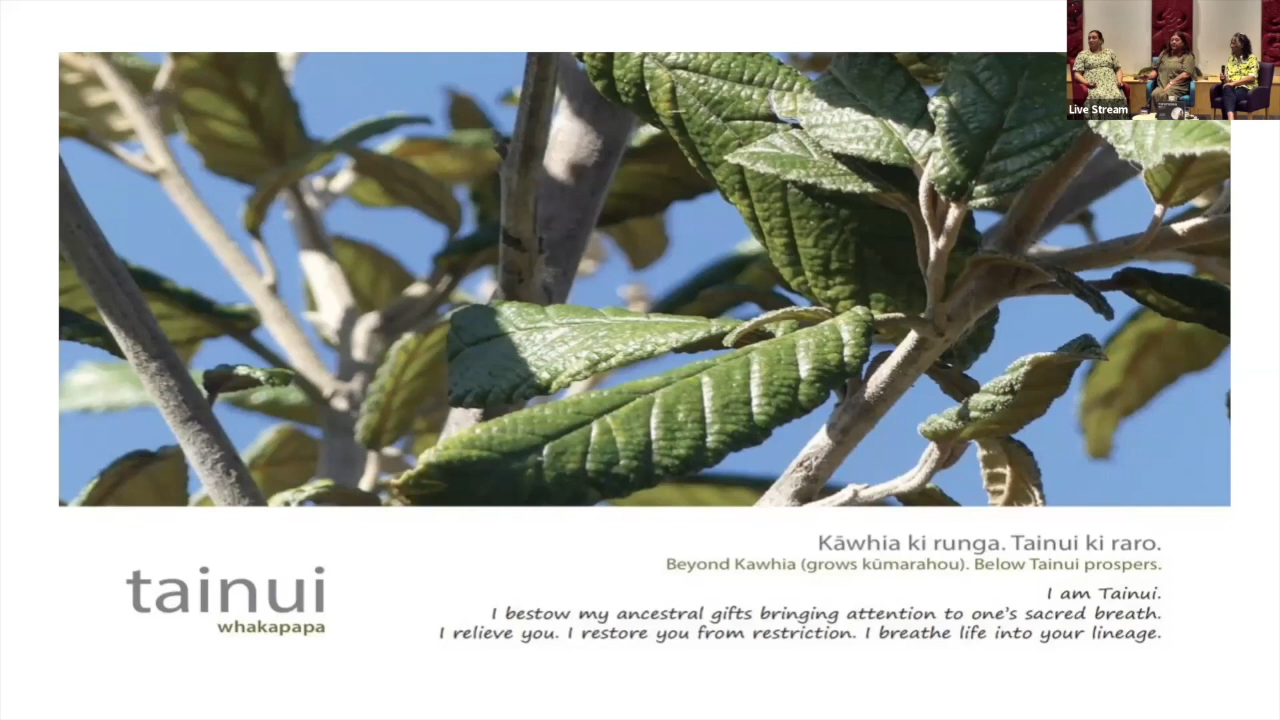 Live Stream
Kāwhia ki runga. Tainui ki raro.
Beyond Kawhia (grows kūmarahou). Below Tainui prospers.
tainui
whakapapa
I am Tainui.
I bestow my ancestral gifts bringing attention to one's sacred breath.
I relieve you. I restore you from restriction. I breathe life into your lineage.